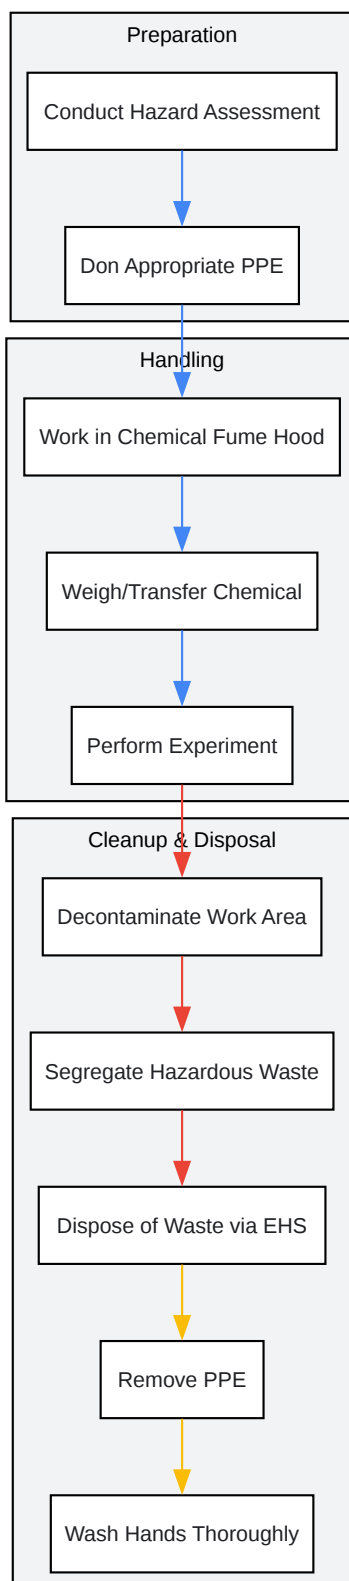 Preparation
Conduct Hazard Assessment
Don Appropriate PPE
Handling
Work in Chemical Fume Hood
Weigh/Transfer Chemical
Perform Experiment
Cleanup & Disposal
Decontaminate Work Area
Segregate Hazardous Waste
Dispose of Waste via EHS
Remove PPE
Wash Hands Thoroughly